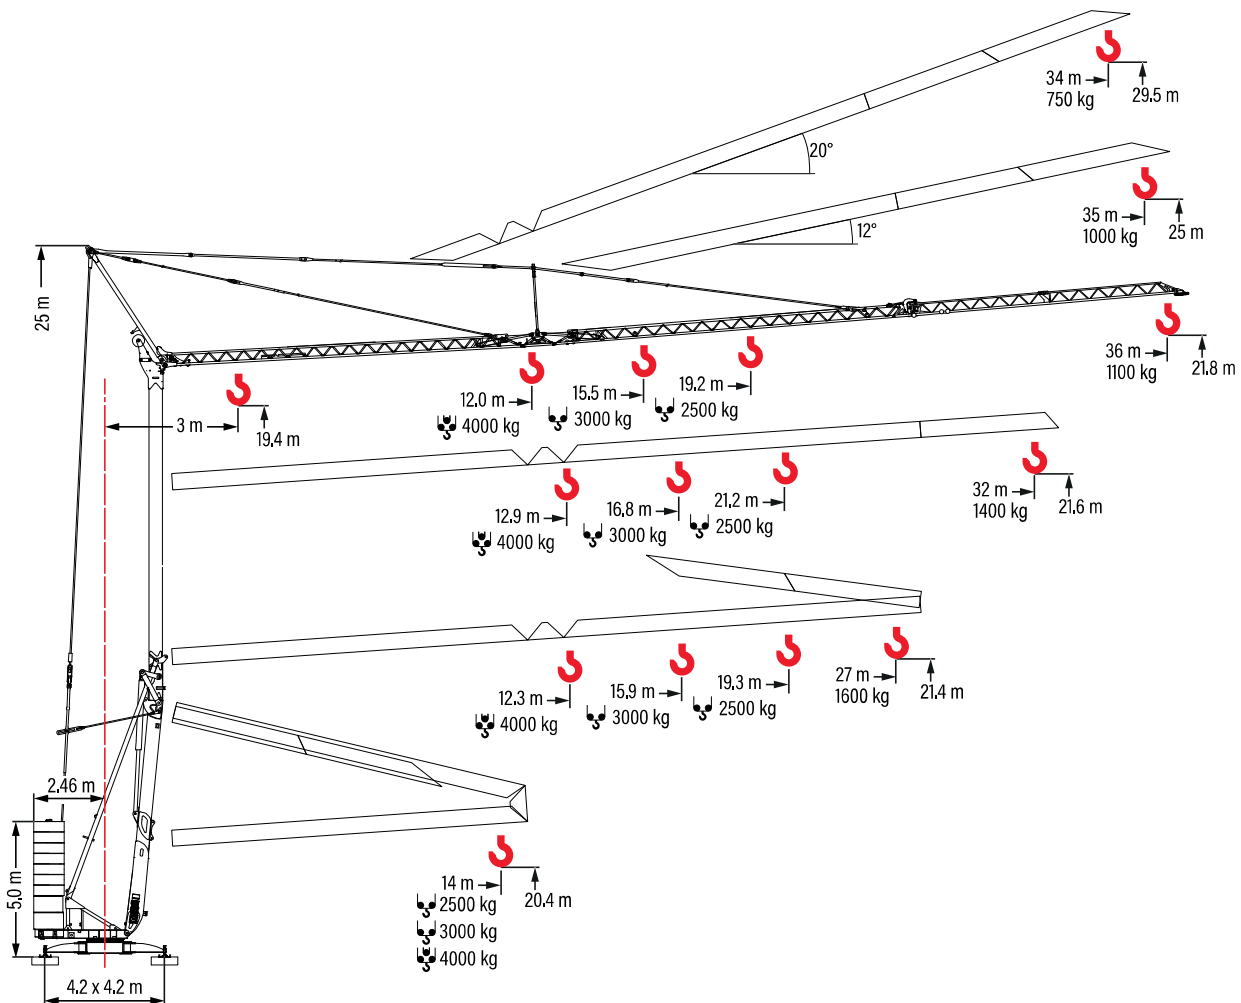 34 m
750 kg
29.5 m
20°
35 m
1000 kg
25 m
12°
25 m
36 m
1100 kg
21.8 m
3 m
19.4 m
12.0 m
4000 kg
15.5 m
3000 kg
19.2 m
2500 kg
32 m
1400 kg
21.6 m
12.9 m
4000 kg
16.8 m
3000 kg
21.2 m
2500 kg
27 m
1600 kg
21.4 m
12.3 m
4000 kg
15.9 m
3000 kg
19.3 m
2500 kg
2.46 m
5.0 m
14 m
2500 kg
3000 kg
4000 kg
20.4 m
4.2 x 4.2 m